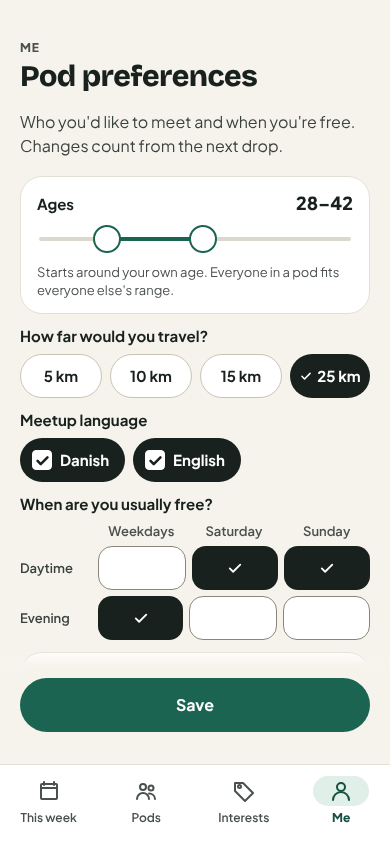 ME
Pod preferences
Who you'd like to meet and when you're free.
Changes count from the next drop.
Ages 28–42
Starts around your own age. Everyone in a pod fits
everyone else's range.
How far would you travel?
5 km 10 km 15 km 25 km
Meetup language
Danish English
When are you usually free?
Weekdays Saturday Sunday
Daytime
Evening
Save
This week Pods Interests Me